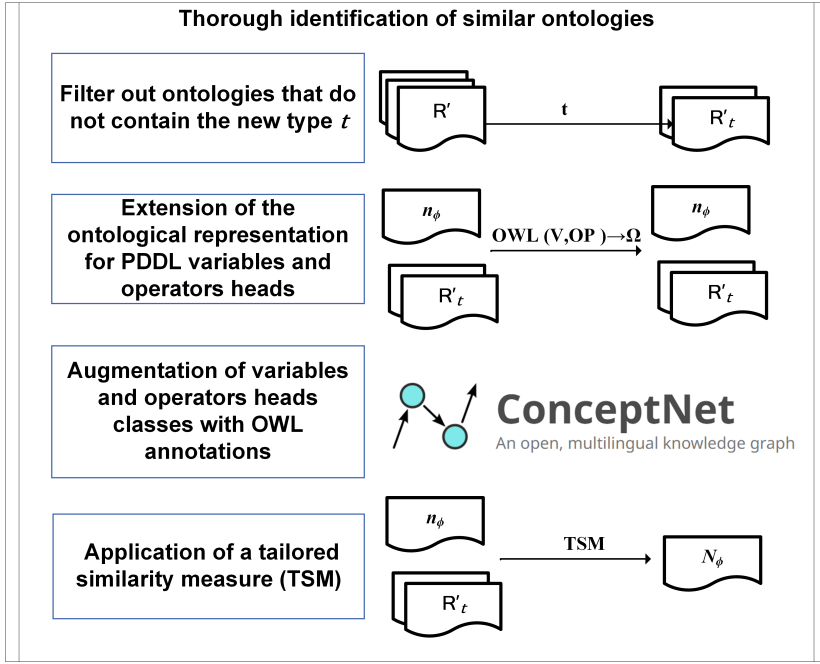 Thorough identification of similar ontologies
Filter out ontologies that do
not contain the new type t
R'
t
R't
Extension of the
ontological representation
for PDDL variables and
operators heads
nϕ
R't
OWL (V,OP )→Ω
nϕ
R't
Augmentation of variables
and operators heads
classes with OWL
annotations
ConceptNet
An open, multilingual knowledge graph
Application of a tailored
similarity measure (TSM)
nϕ
R't
TSM
Nϕ